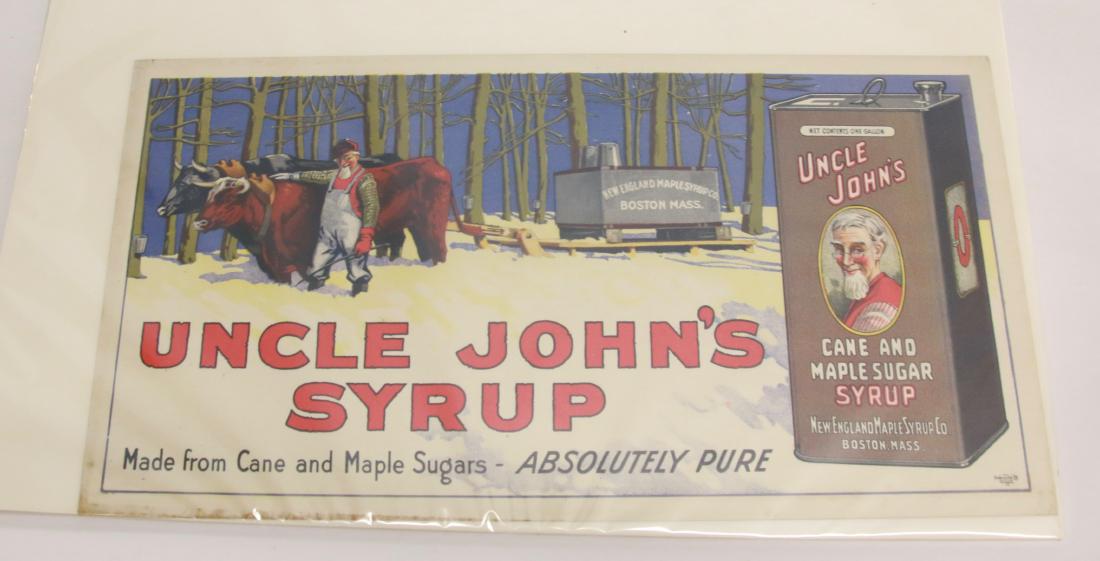 NEW ENGLAND MAPLE SYRUP CO.
BOSTON MASS.
UNCLE JOHN'S
SYRUP
Made from Cane and Maple Sugars - ABSOLUTELY PURE
NET CONTENTS ONE GALLON
UNCLE
JOHN'S
CANE AND
MAPLE SUGAR
SYRUP
NEW ENGLAND MAPLE SYRUP CO.
BOSTON. MASS.